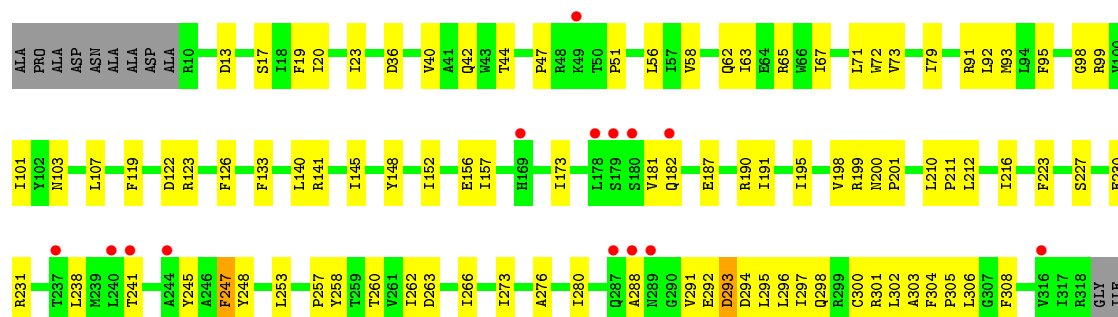 ALA PRO ALA ASP ASN ALA ALA ASP ALA R10 D13 S17 I18 F19 I20 I23 D36 V40 A41 Q42 W43 T44 P47 R48 K49 T50 P51 L56 I57 V58 Q62 I63 E64 R65 W66 I67 L71 W72 V73 I79 R91 L92 M93 L94 F95 G98 R99 V100
I101 Y102 N103 L107 F119 D122 R123 F126 F133 L140 R141 I145 Y148 I152 E156 I157 H169 I173 L178 S179 S180 V181 Q182 E187 R190 I191 I195 V198 R199 N200 P201 L210 P211 L212 I216 F223 S227
R231 T237 L238 M239 L240 T241 A244 Y245 A246 F247 Y248 L253 P257 Y258 T259 T260 V261 I262 D263 I266 I273 A276 I280 Q287 A288 N289 G290 V291 E292 D293 D294 L295 L296 I297 Q298 R299 C300 R301 L302 A303 F304 P305 L306 G307 F308 V316 I317 R318 GLY